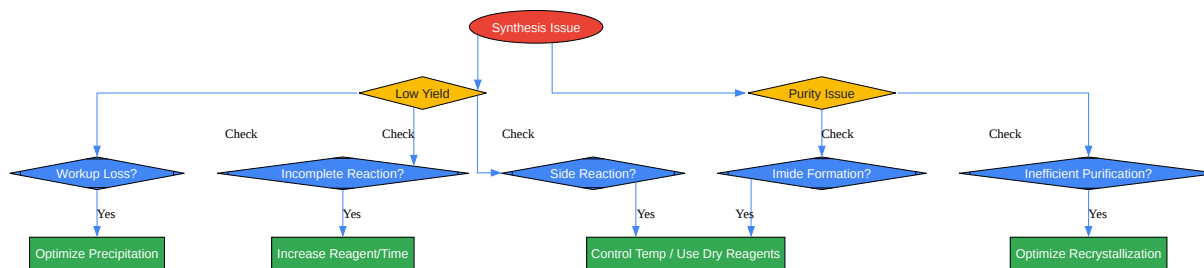 Synthesis Issue
Low Yield
Purity Issue
Check
Check
Check
Check
Check
Workup Loss?
Incomplete Reaction?
Side Reaction?
Imide Formation?
Inefficient Purification?
Yes
Yes
Yes
Yes
Yes
Optimize Precipitation
Increase Reagent/Time
Control Temp / Use Dry Reagents
Optimize Recrystallization